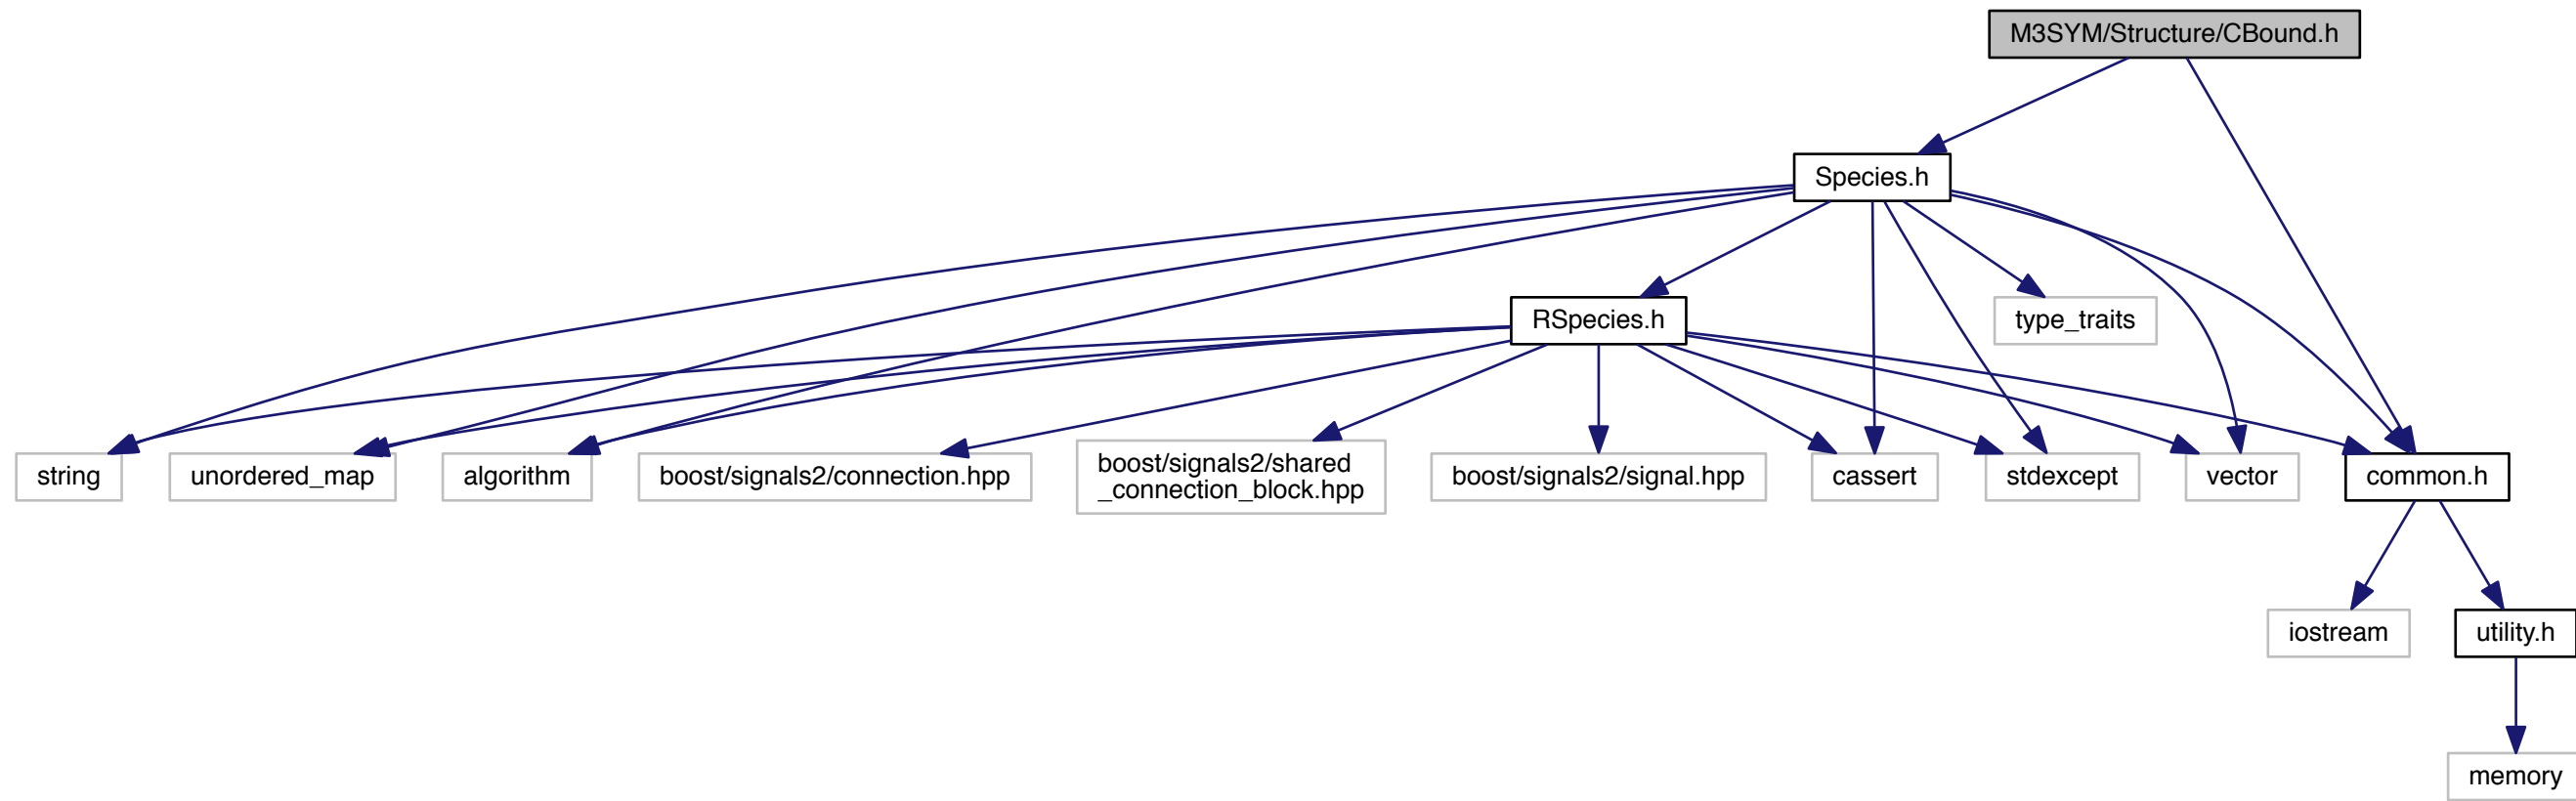 M3SYM/Structure/CBound.h
Species.h
RSpecies.h
type_traits
string
unordered_map
algorithm
boost/signals2/connection.hpp
boost/signals2/shared
_connection_block.hpp
boost/signals2/signal.hpp
cassert
stdexcept
vector
common.h
iostream
utility.h
memory